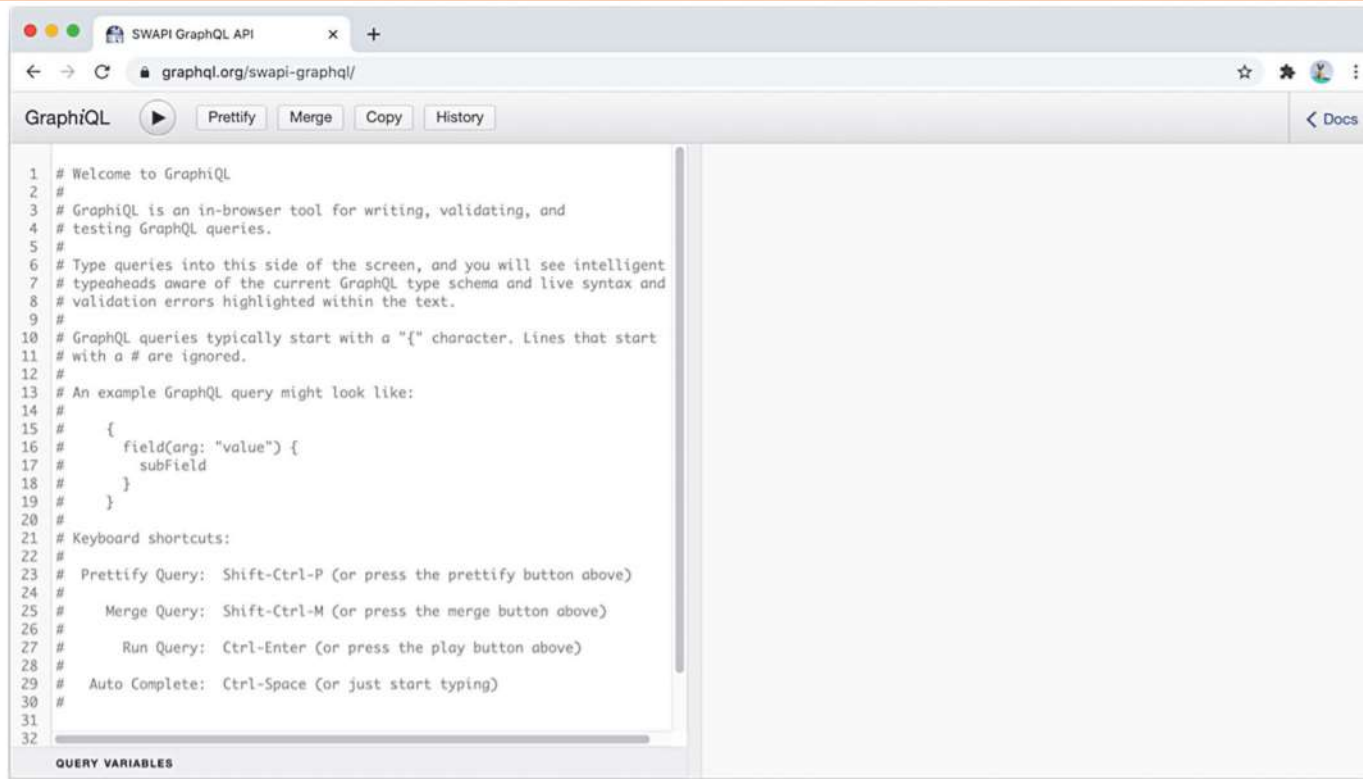 SWAPI GraphQL API
graphql.org/swapi-graphql/
GraphiQL Prettify Merge Copy History < Docs
1 # Welcome to GraphiQL
2 #
3 # GraphiQL is an in-browser tool for writing, validating, and
4 # testing GraphQL queries.
5 #
6 # Type queries into this side of the screen, and you will see intelligent
7 # typeaheads aware of the current GraphQL type schema and live syntax and
8 # validation errors highlighted within the text.
9 #
10 # GraphQL queries typically start with a "{" character. Lines that start
11 # with a # are ignored.
12 #
13 # An example GraphQL query might look like:
14 #
15 #     {
16 #       field(arg: "value") {
17 #         subField
18 #       }
19 #     }
20 #
21 # Keyboard shortcuts:
22 #
23 #  Prettify Query:  Shift-Ctrl-P (or press the prettify button above)
24 #
25 #     Merge Query:  Shift-Ctrl-M (or press the merge button above)
26 #
27 #       Run Query:  Ctrl-Enter (or press the play button above)
28 #
29 #   Auto Complete:  Ctrl-Space (or just start typing)
30 #
31
32
QUERY VARIABLES